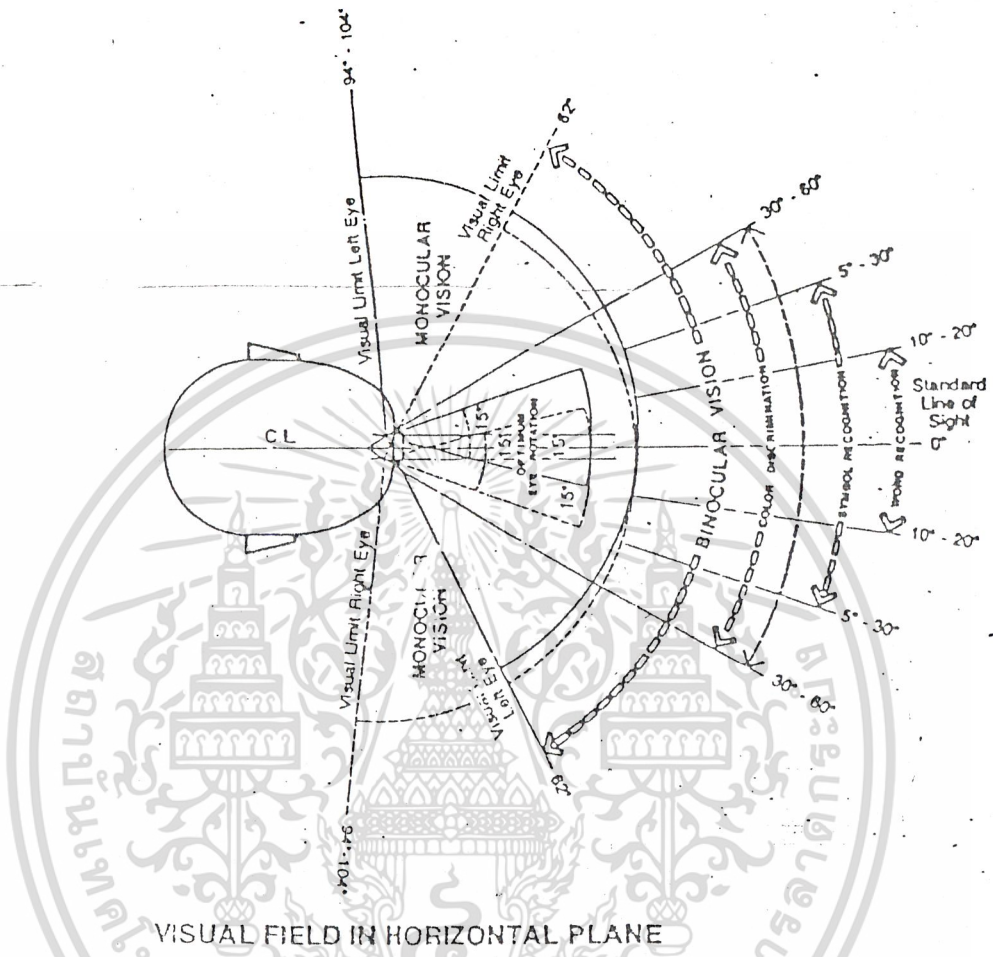 94° - 104°
Visual Limit Left Eye
MONOCULAR
VISION
Visual Limit
Right Eye
62°
30° - 60°
5° - 30°
10° - 20°
Standard
Line of
Sight
0°
10° - 20°
5° - 30°
30° - 60°
62°
BINOCULAR VISION
COLOR DISCRIMINATION
SYMBOL RECOGNITION
WORD RECOGNITION
C L
15°
15°
OPTIMUM
EYE ROTATION
15°
15°
Visual Limit Right Eye
MONOCULAR
VISION
Visual Limit
Left Eye
94° - 104°
VISUAL FIELD IN HORIZONTAL PLANE